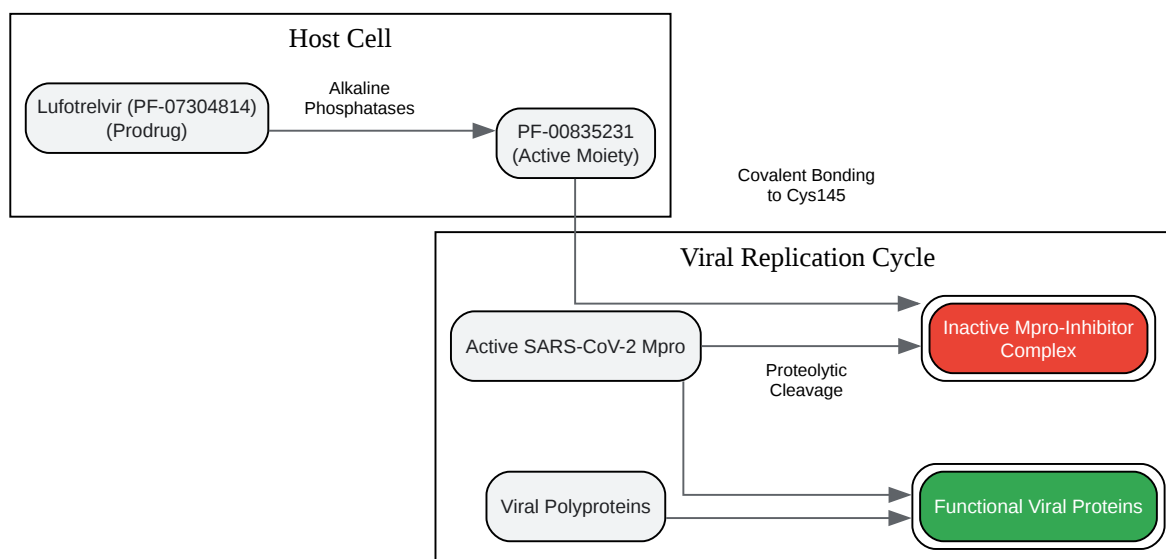 Host Cell
Lufotrelvir (PF-07304814)
(Prodrug)
Alkaline
Phosphatases
PF-00835231
(Active Moiety)
Covalent Bonding
to Cys145
Viral Replication Cycle
Active SARS-CoV-2 Mpro
Inactive Mpro-Inhibitor
Complex
Proteolytic
Cleavage
Viral Polyproteins
Functional Viral Proteins